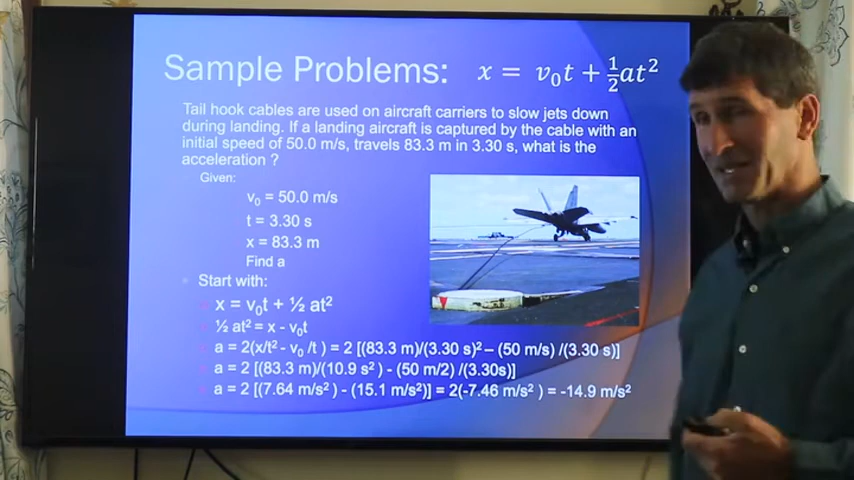 Sample Problems: x = v₀t + ½at²
Tail hook cables are used on aircraft carriers to slow jets down
during landing. If a landing aircraft is captured by the cable with an
initial speed of 50.0 m/s, travels 83.3 m in 3.30 s, what is the
acceleration ?
Given:
v₀ = 50.0 m/s
t = 3.30 s
x = 83.3 m
Find a
Start with:
x = v₀t + ½ at²
½ at² = x - v₀t
a = 2(x/t² - v₀ /t ) = 2 [(83.3 m)/(3.30 s)² – (50 m/s) /(3.30 s)]
a = 2 [(83.3 m)/(10.9 s² ) - (50 m/2) /(3.30s)]
a = 2 [(7.64 m/s² ) - (15.1 m/s²)] = 2(-7.46 m/s² ) = -14.9 m/s²